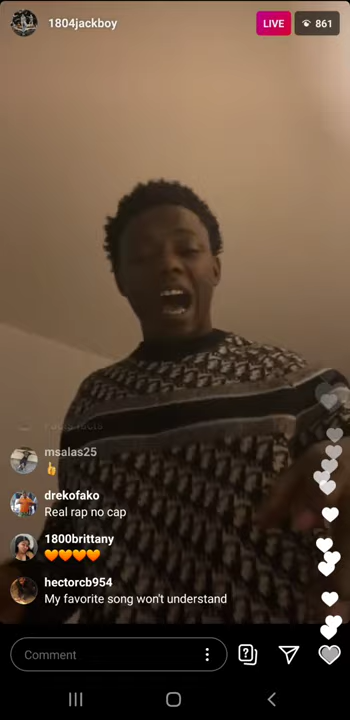 1804jackboy
LIVE
861
msalas25
drekofako
Real rap no cap
1800brittany
hectorcb954
My favorite song won't understand
Comment